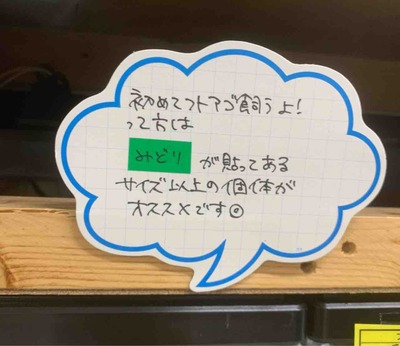 初めてフトアゴ飼うよ！
って方は
みどり が貼ってある
サイズ以上の個体が
オススメです◎